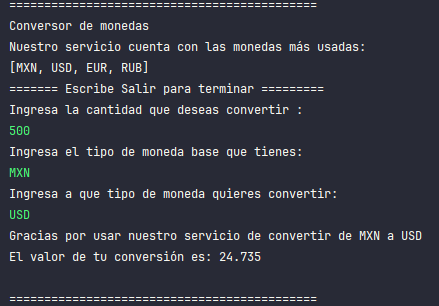 ============================================
Conversor de monedas
Nuestro servicio cuenta con las monedas más usadas:
[MXN, USD, EUR, RUB]
======= Escribe Salir para terminar =========
Ingresa la cantidad que deseas convertir :
500
Ingresa el tipo de moneda base que tienes:
MXN
Ingresa a que tipo de moneda quieres convertir:
USD
Gracias por usar nuestro servicio de convertir de MXN a USD
El valor de tu conversión es: 24.735
============================================